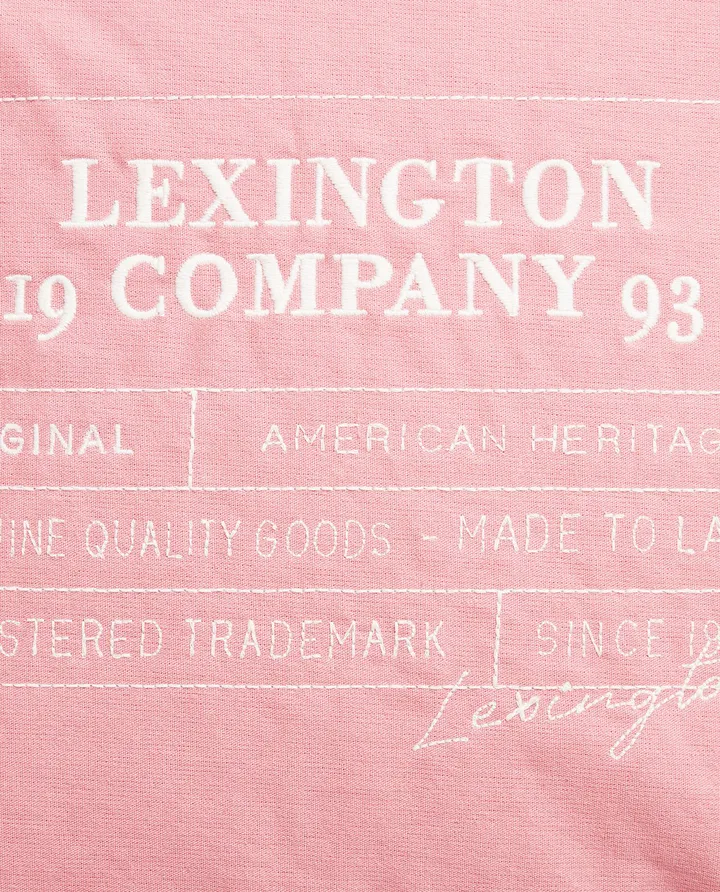 LEXINGTON
19 COMPANY 93
GINAL AMERICAN HERITAG
INE QUALITY GOODS - MADE TO LA
STERED TRADEMARK SINCE 19
Lexingto